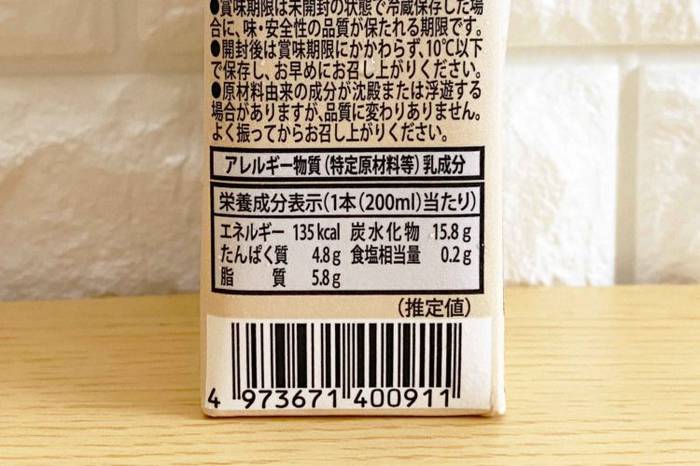 ●賞味期限は未開封の状態で冷蔵保存した場
合に、味・安全性の品質が保たれる期限です。
●開封後は賞味期限にかかわらず、10℃以下
で保存し、お早めにお召し上がりください。
●原材料由来の成分が沈殿または浮遊する
場合がありますが、品質に変わりありません。
よく振ってからお召し上がりください。
アレルギー物質(特定原材料等)乳成分
栄養成分表示(1本(200ml)当たり)
エネルギー 135kcal 炭水化物 15.8g
たんぱく質 4.8g 食塩相当量 0.2g
脂 質 5.8g
(推定値)
4 973671 400911